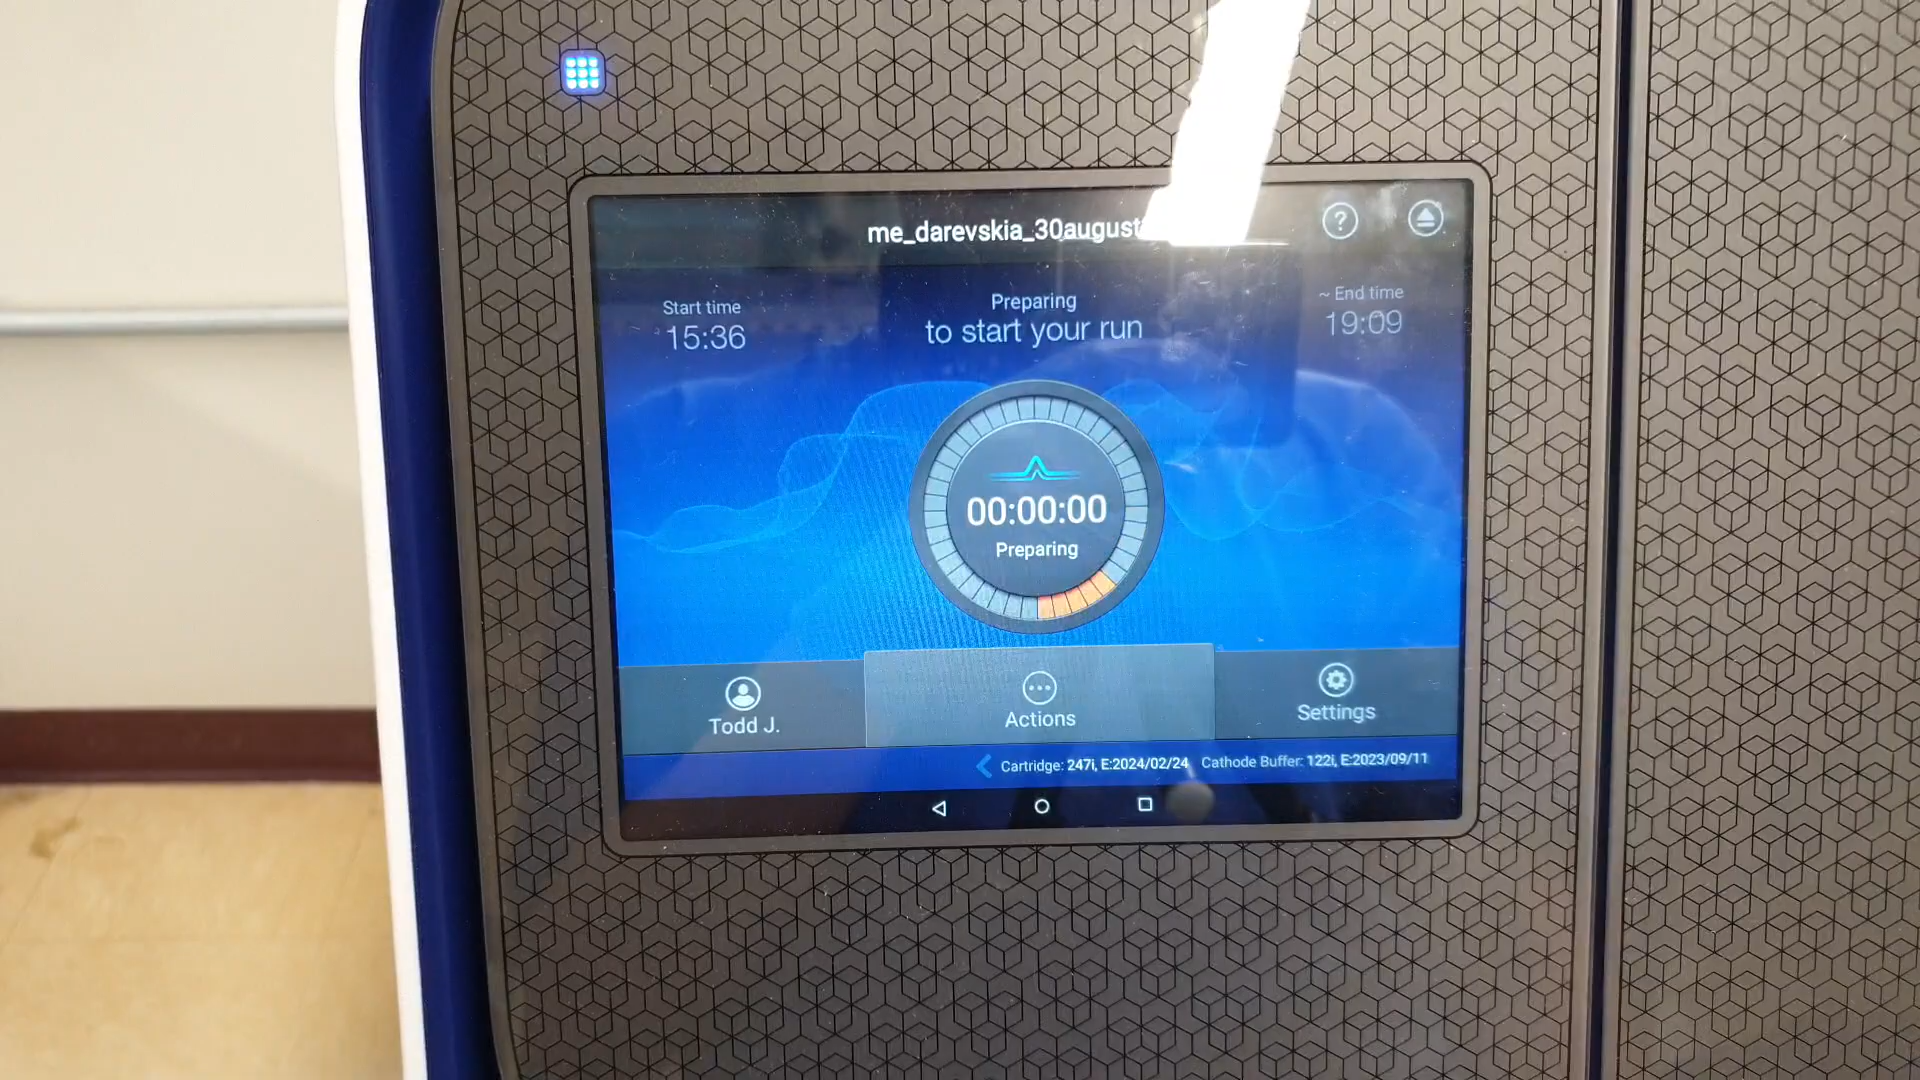 me_darevskia_30august
?
Start time
15:36
Preparing
to start your run
~ End time
19:09
00:00:00
Preparing
Todd J.
Actions
Settings
Cartridge: 247i, E:2024/02/24 Cathode Buffer: 122i, E:2023/09/11